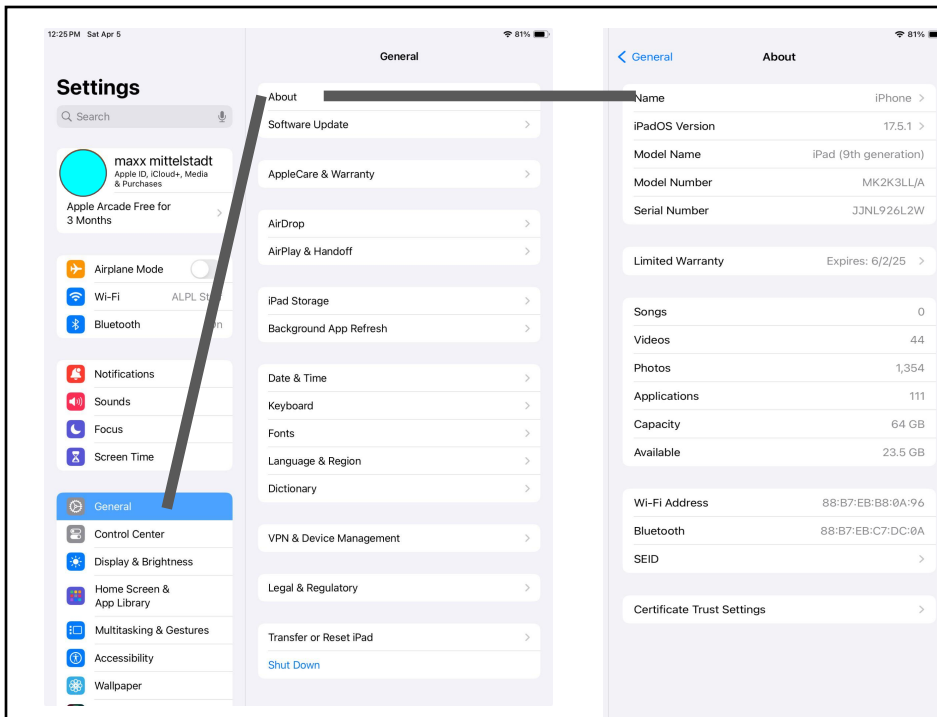 12:25 PM Sat Apr 5
81%
Settings
Search
maxx mittelstadt
Apple ID, iCloud+, Media
& Purchases
Apple Arcade Free for
3 Months
Airplane Mode
Wi-Fi ALPL St
Bluetooth
Notifications
Sounds
Focus
Screen Time
General
Control Center
Display & Brightness
Home Screen &
App Library
Multitasking & Gestures
Accessibility
Wallpaper
General
About
Software Update
AppleCare & Warranty
AirDrop
AirPlay & Handoff
iPad Storage
Background App Refresh
Date & Time
Keyboard
Fonts
Language & Region
Dictionary
VPN & Device Management
Legal & Regulatory
Transfer or Reset iPad
Shut Down
81%
General About
Name iPhone
iPadOS Version 17.5.1
Model Name iPad (9th generation)
Model Number MK2K3LL/A
Serial Number JJNL926L2W
Limited Warranty Expires: 6/2/25
Songs 0
Videos 44
Photos 1,354
Applications 111
Capacity 64 GB
Available 23.5 GB
Wi-Fi Address 88:B7:EB:B8:0A:96
Bluetooth 88:B7:EB:C7:DC:0A
SEID
Certificate Trust Settings